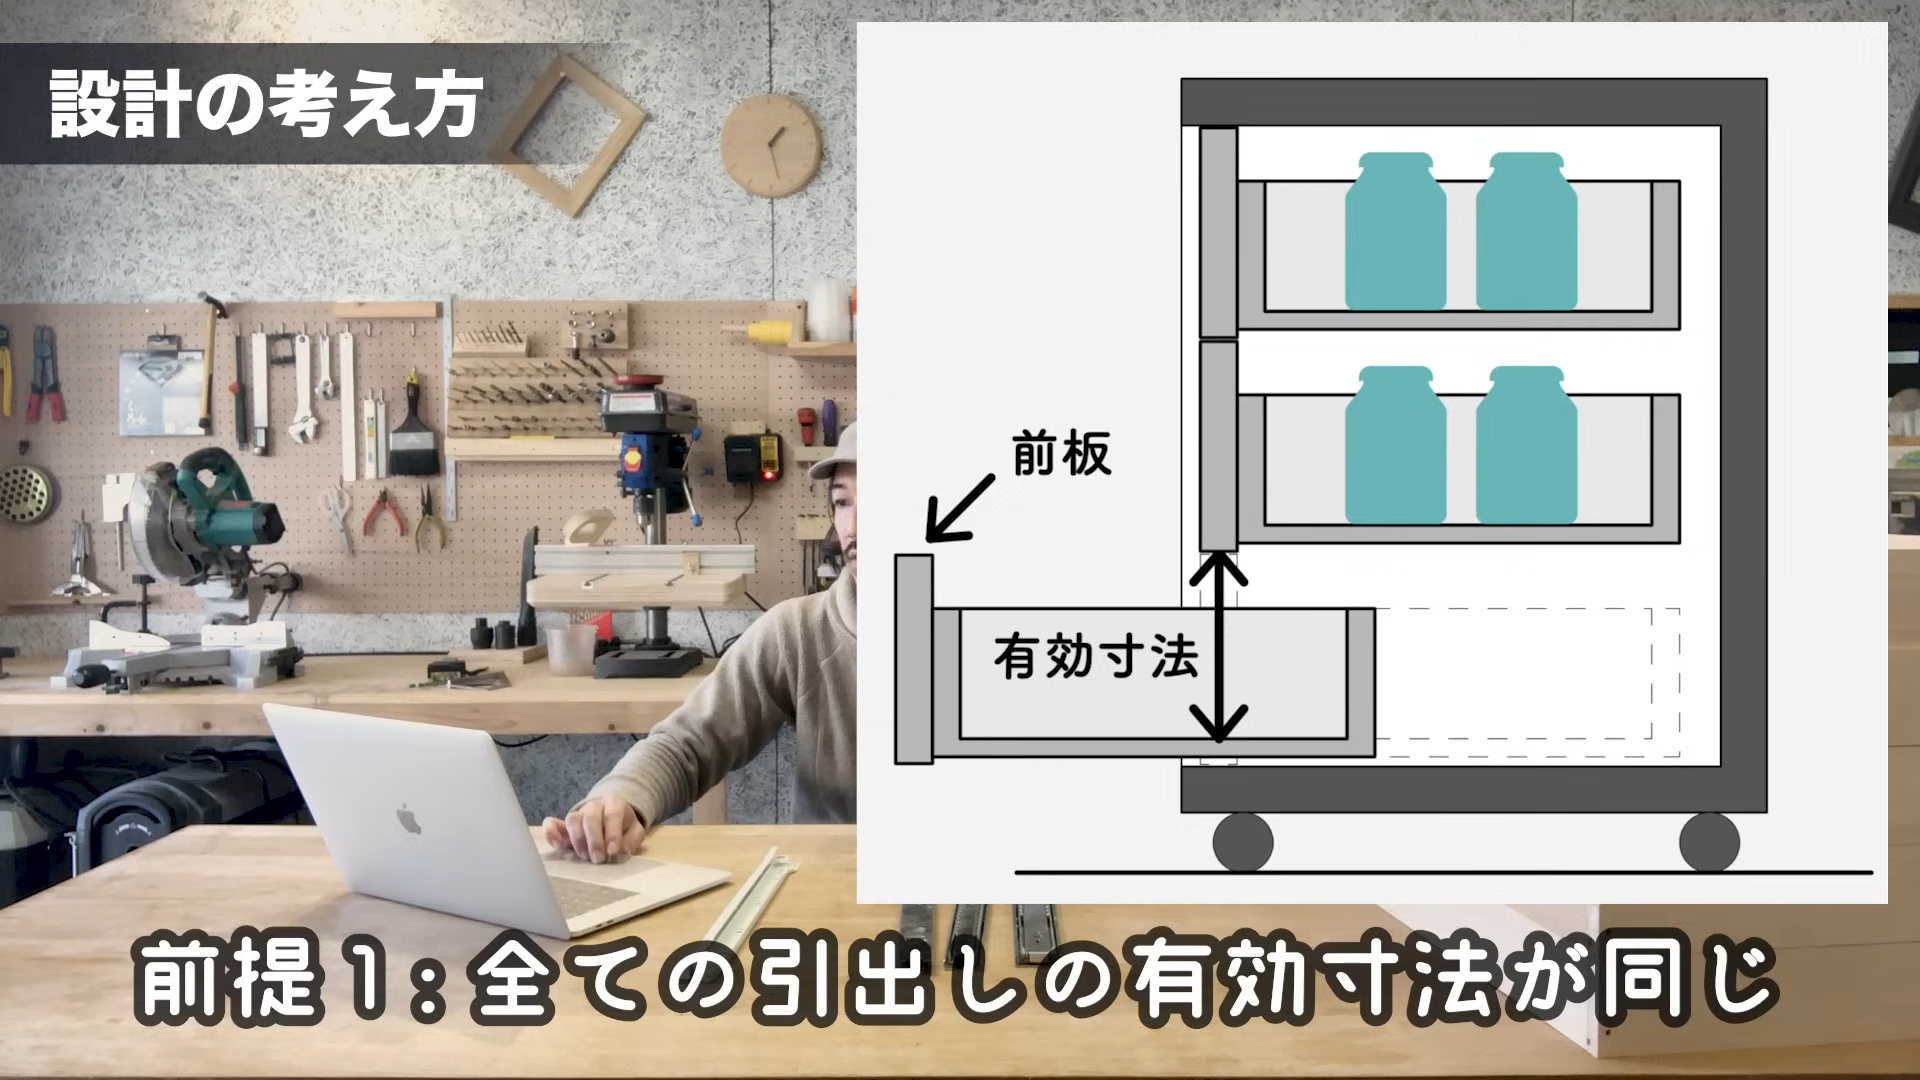 設計の考え方
前板
有効寸法
前提1:全ての引出しの有効寸法が同じ